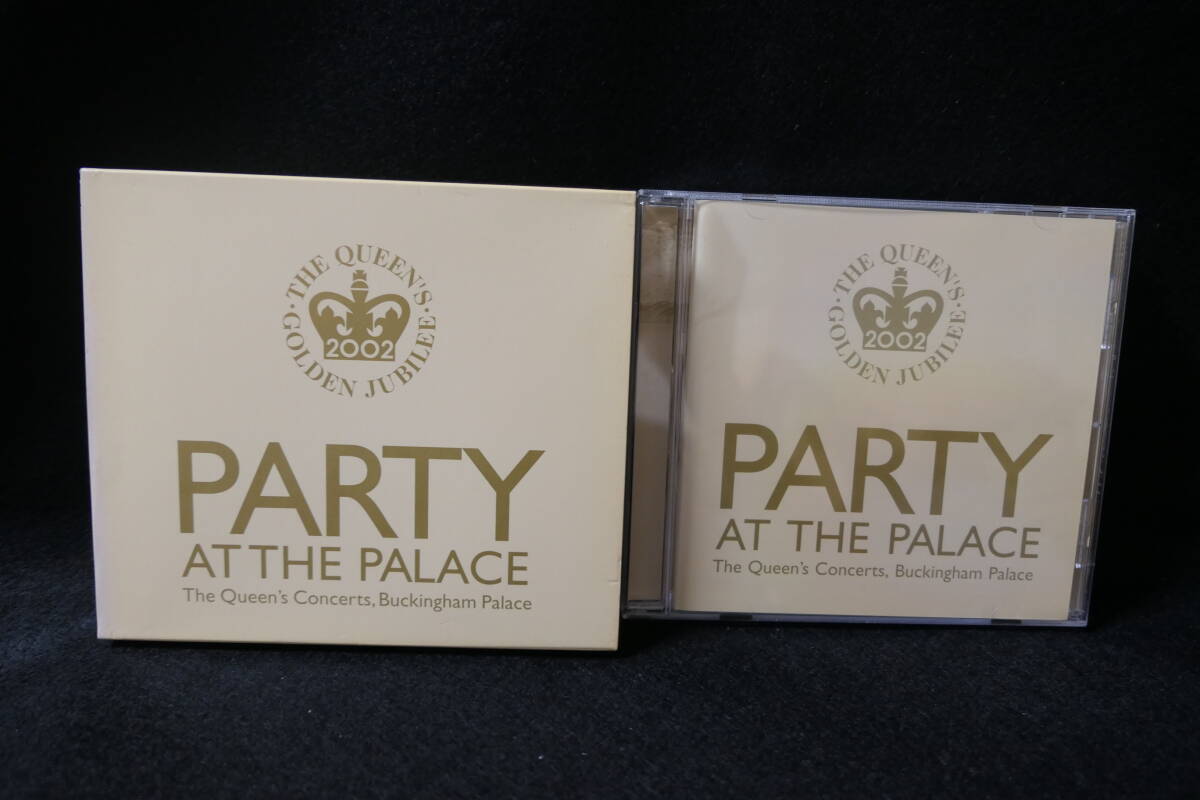 ·THE QUEEN'S·
GOLDEN JUBILEE
2002
PARTY
AT THE PALACE
The Queen's Concerts, Buckingham Palace
·THE QUEEN'S·
GOLDEN JUBILEE
2002
PARTY
AT THE PALACE
The Queen's Concerts, Buckingham Palace